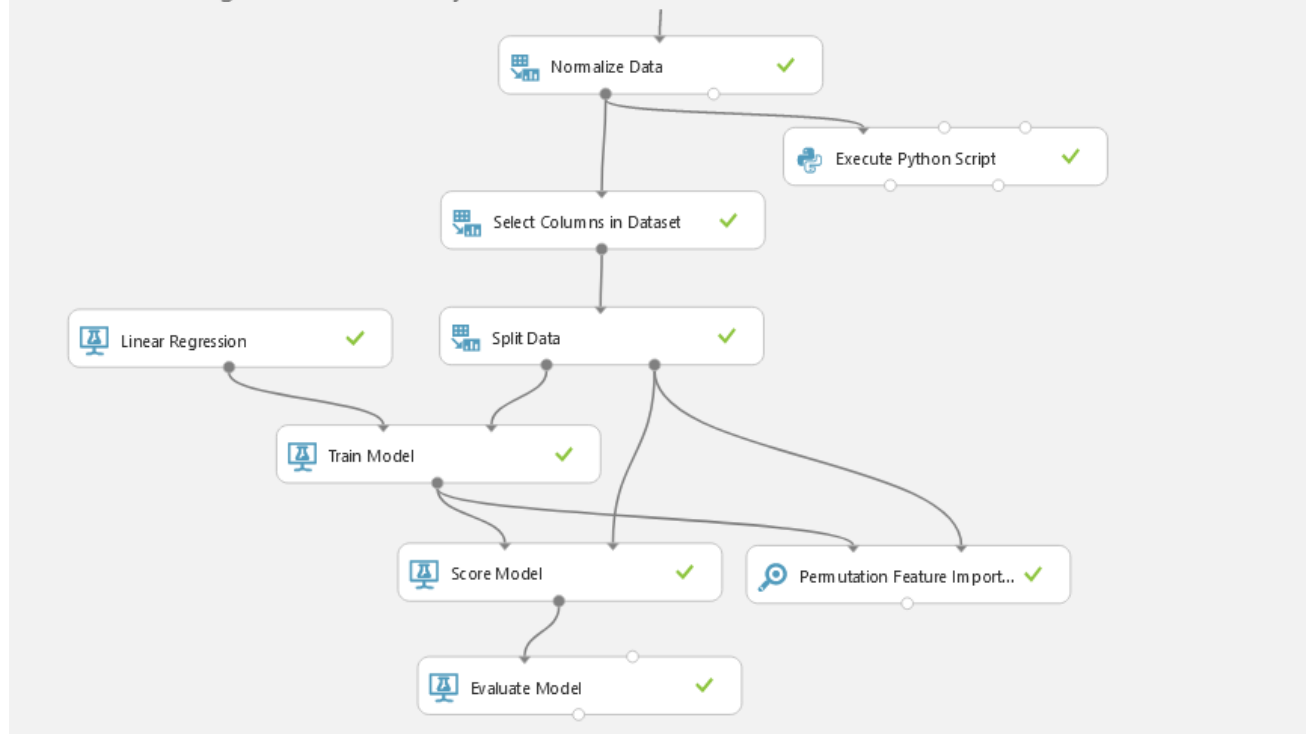 Normalize Data
Execute Python Script
Select Columns in Dataset
Linear Regression
Split Data
Train Model
Score Model
Permutation Feature Import...
Evaluate Model